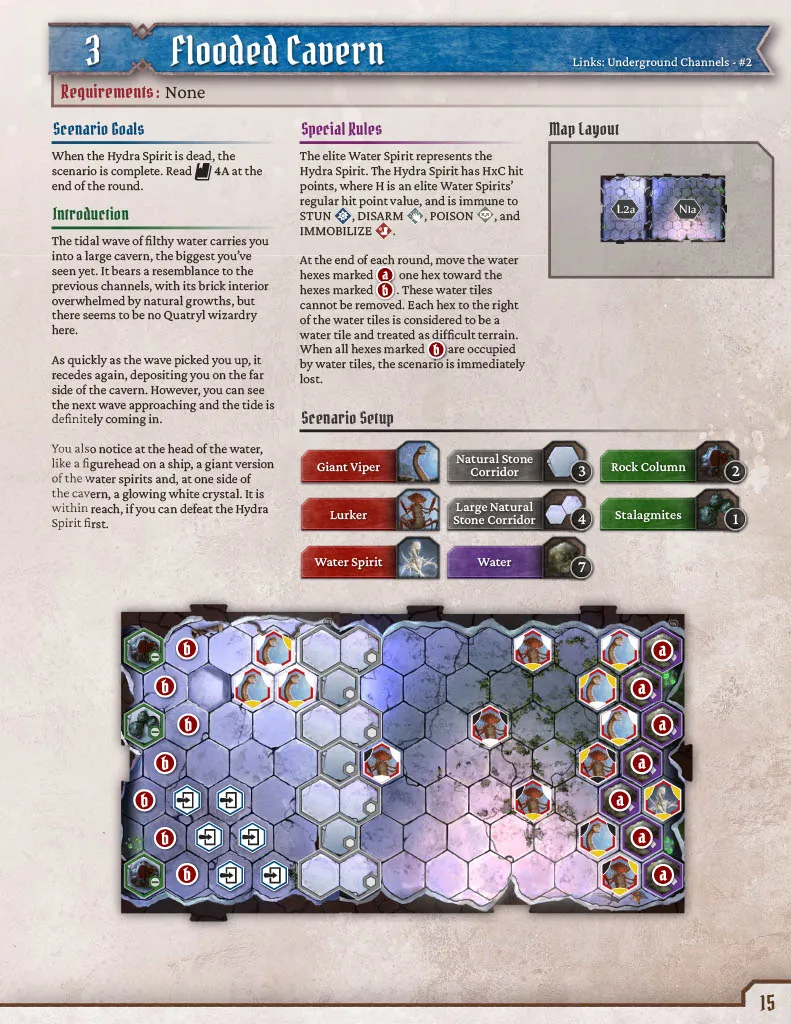 3 Flooded Cavern
Links: Underground Channels - #2
Requirements: None
Scenario Goals
When the Hydra Spirit is dead, the
scenario is complete. Read 4A at the
end of the round.
Introduction
The tidal wave of filthy water carries you
into a large cavern, the biggest you've
seen yet. It bears a resemblance to the
previous channels, with its brick interior
overwhelmed by natural growths, but
there seems to be no Quatryl wizardry
here.
As quickly as the wave picked you up, it
recedes again, depositing you on the far
side of the cavern. However, you can see
the next wave approaching and the tide is
definitely coming in.
You also notice at the head of the water,
like a figurehead on a ship, a giant version
of the water spirits and, at one side of
the cavern, a glowing white crystal. It is
within reach, if you can defeat the Hydra
Spirit first.
Special Rules
The elite Water Spirit represents the
Hydra Spirit. The Hydra Spirit has HxC hit
points, where H is an elite Water Spirits'
regular hit point value, and is immune to
STUN , DISARM , POISON , and
IMMOBILIZE .
At the end of each round, move the water
hexes marked a one hex toward the
hexes marked b . These water tiles
cannot be removed. Each hex to the right
of the water tiles is considered to be a
water tile and treated as difficult terrain.
When all hexes marked b are occupied
by water tiles, the scenario is immediately
lost.
Map Layout
L2a N1a
Scenario Setup
Giant Viper
Natural Stone
Corridor 3
Rock Column 2
Lurker
Large Natural
Stone Corridor 4
Stalagmites 1
Water Spirit
Water 7
b a
b a
b a
b a
b a
b a
b a
15